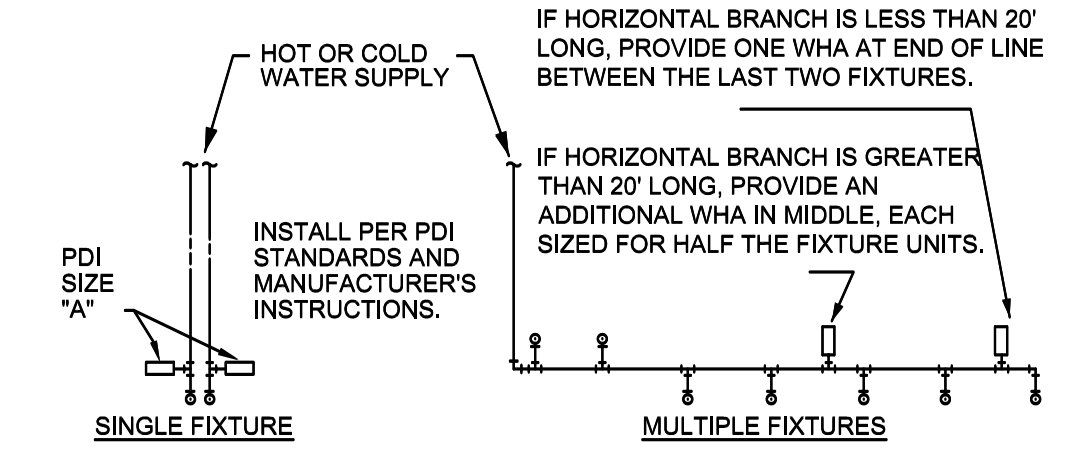 HOT OR COLD
WATER SUPPLY
IF HORIZONTAL BRANCH IS LESS THAN 20'
LONG, PROVIDE ONE WHA AT END OF LINE
BETWEEN THE LAST TWO FIXTURES.
IF HORIZONTAL BRANCH IS GREATER
THAN 20' LONG, PROVIDE AN
ADDITIONAL WHA IN MIDDLE, EACH
SIZED FOR HALF THE FIXTURE UNITS.
INSTALL PER PDI
STANDARDS AND
MANUFACTURER'S
INSTRUCTIONS.
PDI
SIZE
"A"
SINGLE FIXTURE
MULTIPLE FIXTURES